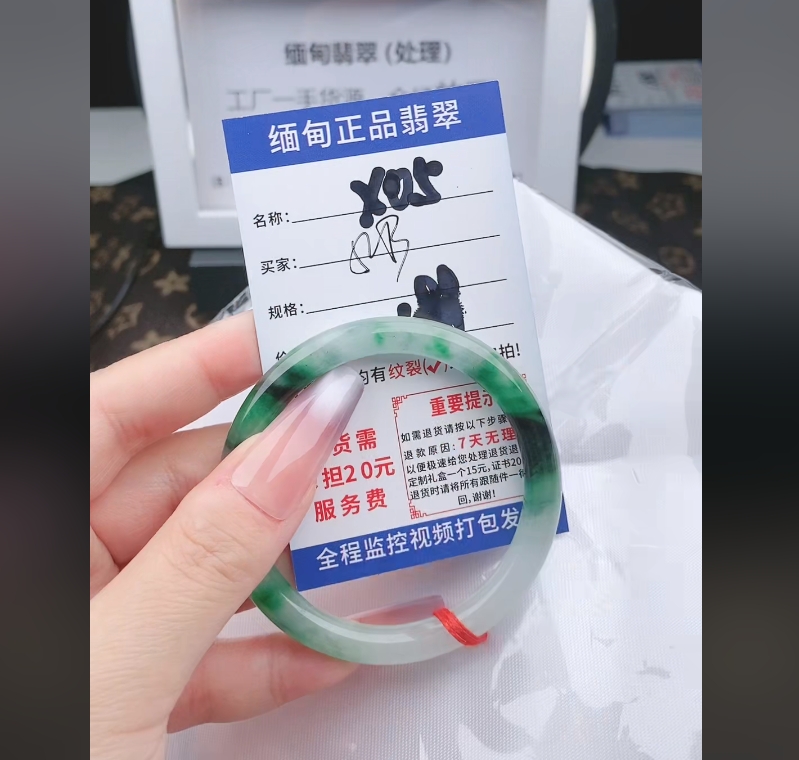 缅甸翡翠(处理)
工厂一手货源
缅甸正品翡翠
名称: X05
买家:
规格:
价
均有纹裂(✓)
拍!
货需
担20元
服务费
重要提示
如需退货请按以下步骤
退款原因: 7天无理
以便极速给您处理退货退
定制礼盒一个15元,证书20
退货时请将所有跟随件一种
回,谢谢!
全程监控视频打包发